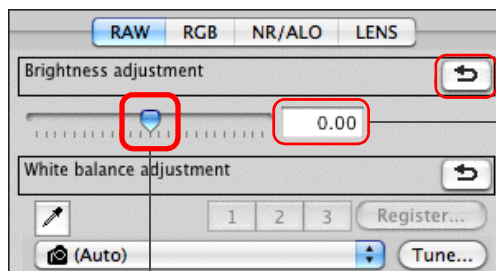 RAW RGB NR/ALO LENS
Brightness adjustment
0.00
White balance adjustment
1 2 3 Register...
(Auto) Tune...